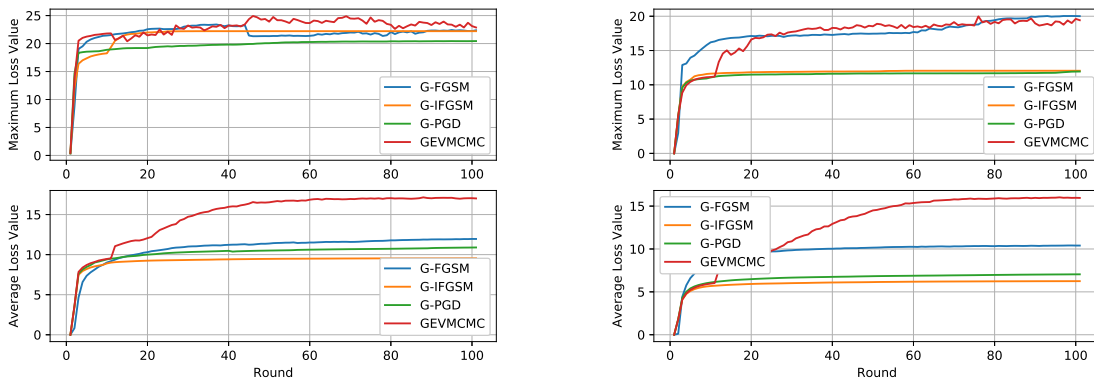 Maximum Loss Value
25
20
15
10
5
0
0 20 40 60 80 100
G-FGSM
G-IFGSM
G-PGD
GEVMCMC
Maximum Loss Value
20
15
10
5
0
0 20 40 60 80 100
G-FGSM
G-IFGSM
G-PGD
GEVMCMC
Average Loss Value
15
10
5
0
0 20 40 60 80 100
Round
G-FGSM
G-IFGSM
G-PGD
GEVMCMC
Average Loss Value
15
10
5
0
0 20 40 60 80 100
Round
G-FGSM
G-IFGSM
G-PGD
GEVMCMC